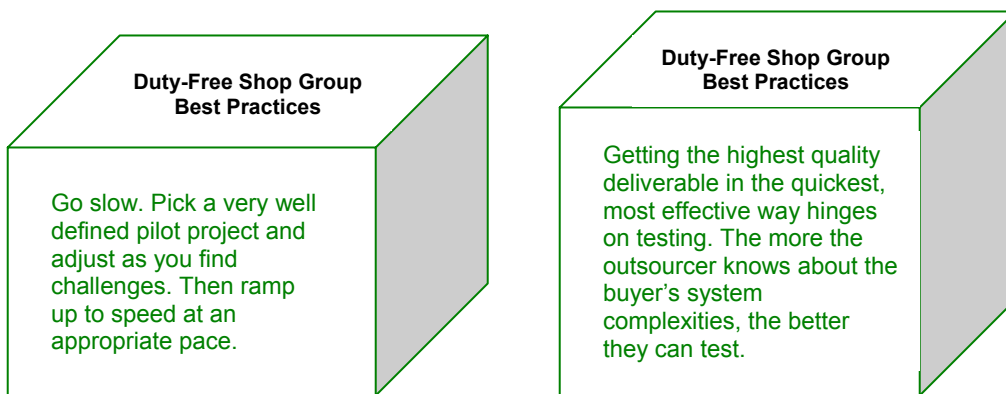 Duty-Free Shop Group
Best Practices
Go slow. Pick a very well
defined pilot project and
adjust as you find
challenges. Then ramp
up to speed at an
appropriate pace.
Duty-Free Shop Group
Best Practices
Getting the highest quality
deliverable in the quickest,
most effective way hinges
on testing. The more the
outsourcer knows about the
buyer’s system
complexities, the better
they can test.